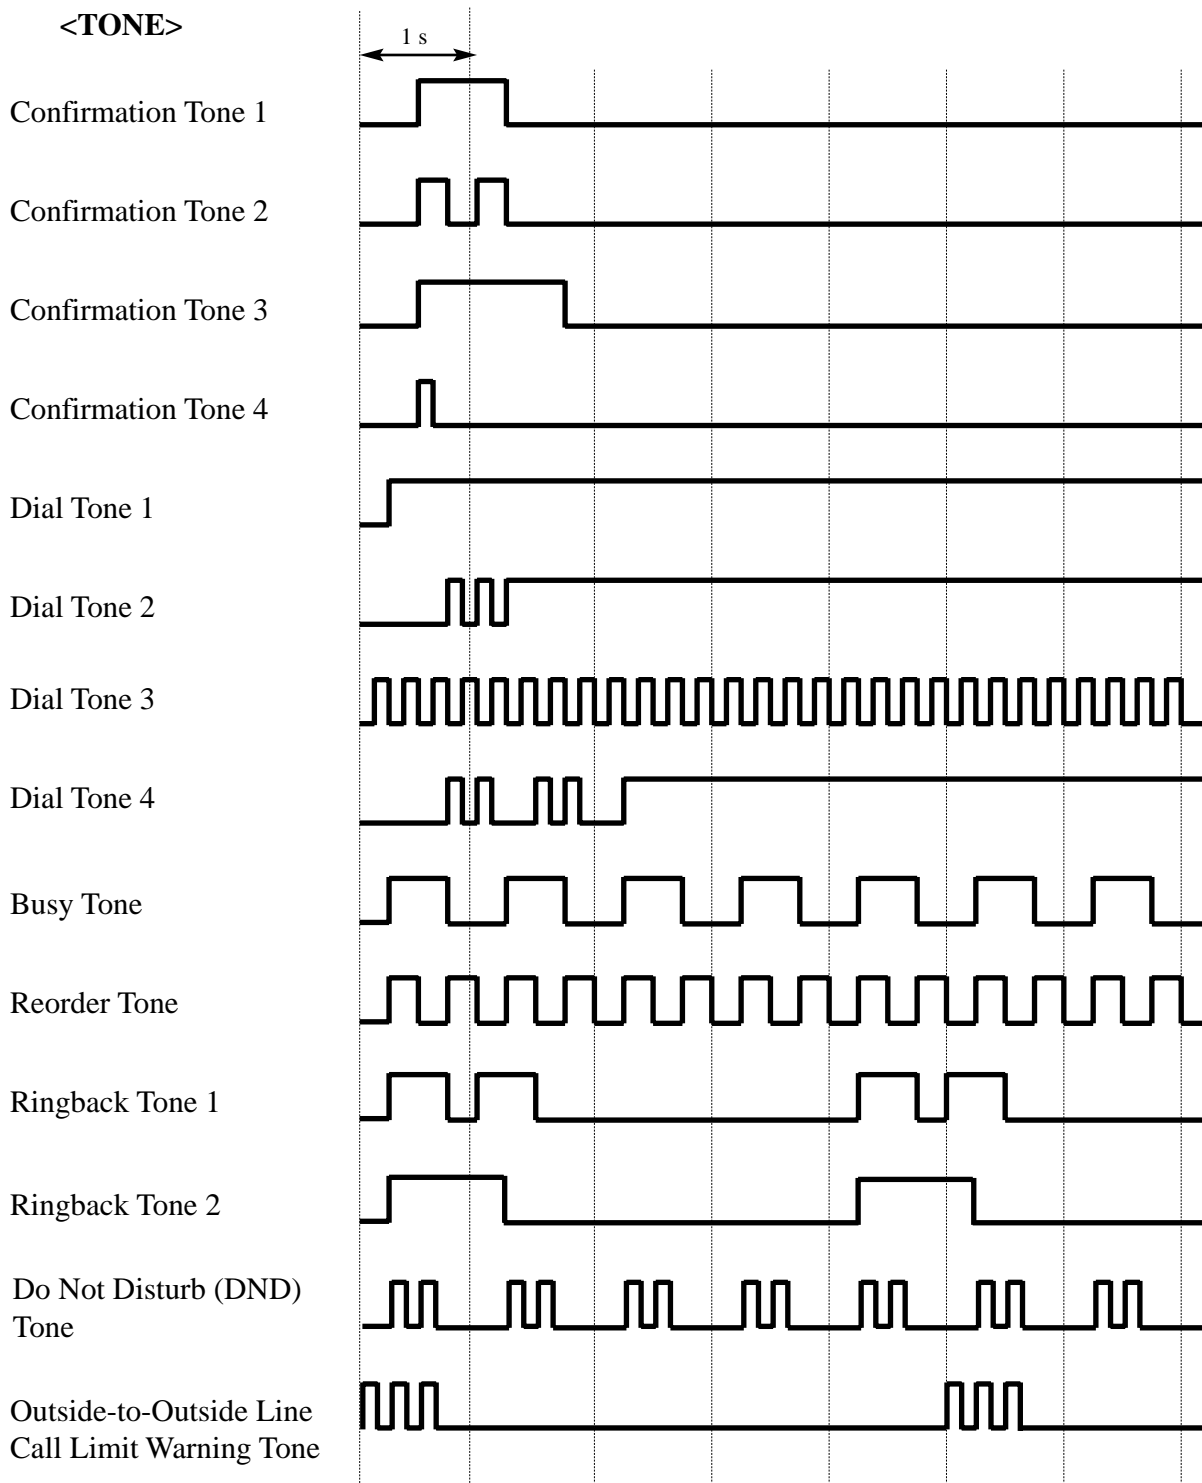 <TONE>
1 s
Confirmation Tone 1
Confirmation Tone 2
Confirmation Tone 3
Confirmation Tone 4
Dial Tone 1
Dial Tone 2
Dial Tone 3
Dial Tone 4
Busy Tone
Reorder Tone
Ringback Tone 1
Ringback Tone 2
Do Not Disturb (DND)
Tone
Outside-to-Outside Line
Call Limit Warning Tone